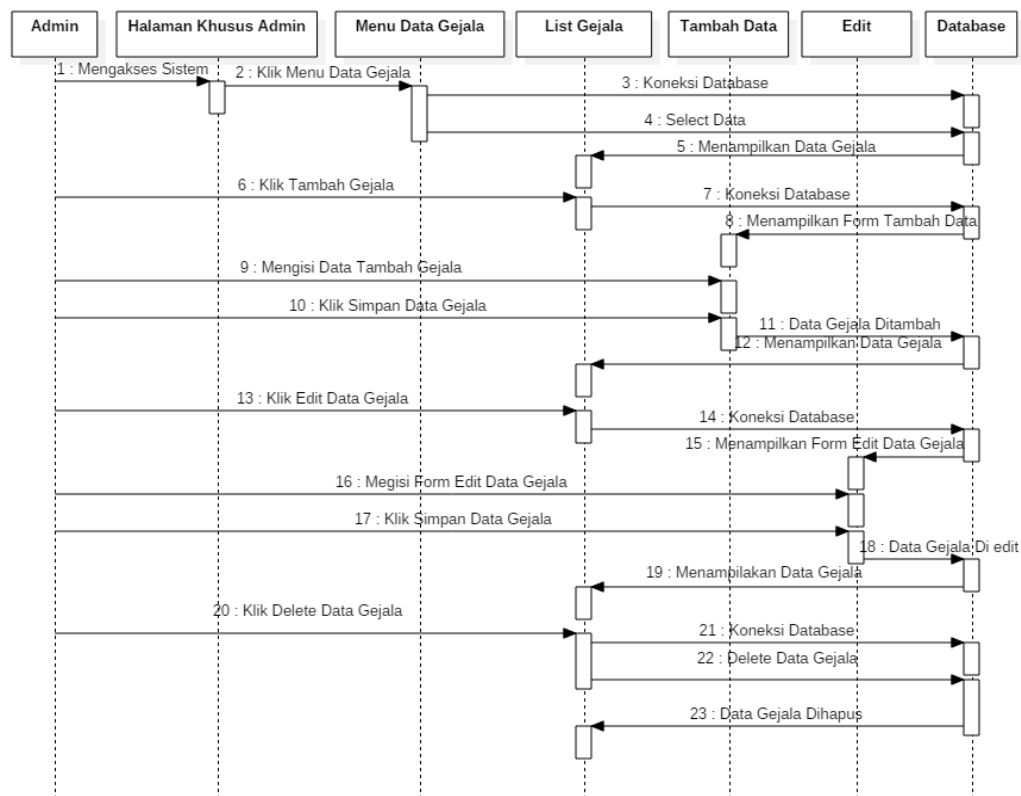 Admin
Halaman Khusus Admin
Menu Data Gejala
List Gejala
Tambah Data
Edit
Database
1 : Mengakses Sistem
2 : Klik Menu Data Gejala
3 : Koneksi Database
4 : Select Data
5 : Menampilkan Data Gejala
6 : Klik Tambah Gejala
7 : Koneksi Database
8 : Menampilkan Form Tambah Data
9 : Mengisi Data Tambah Gejala
10 : Klik Simpan Data Gejala
11 : Data Gejala Ditambah
12 : Menampilkan Data Gejala
13 : Klik Edit Data Gejala
14 : Koneksi Database
15 : Menampilkan Form Edit Data Gejala
16 : Megisi Form Edit Data Gejala
17 : Klik Simpan Data Gejala
18 : Data Gejala Di edit
19 : Menampilakan Data Gejala
20 : Klik Delete Data Gejala
21 : Koneksi Database
22 : Delete Data Gejala
23 : Data Gejala Dihapus